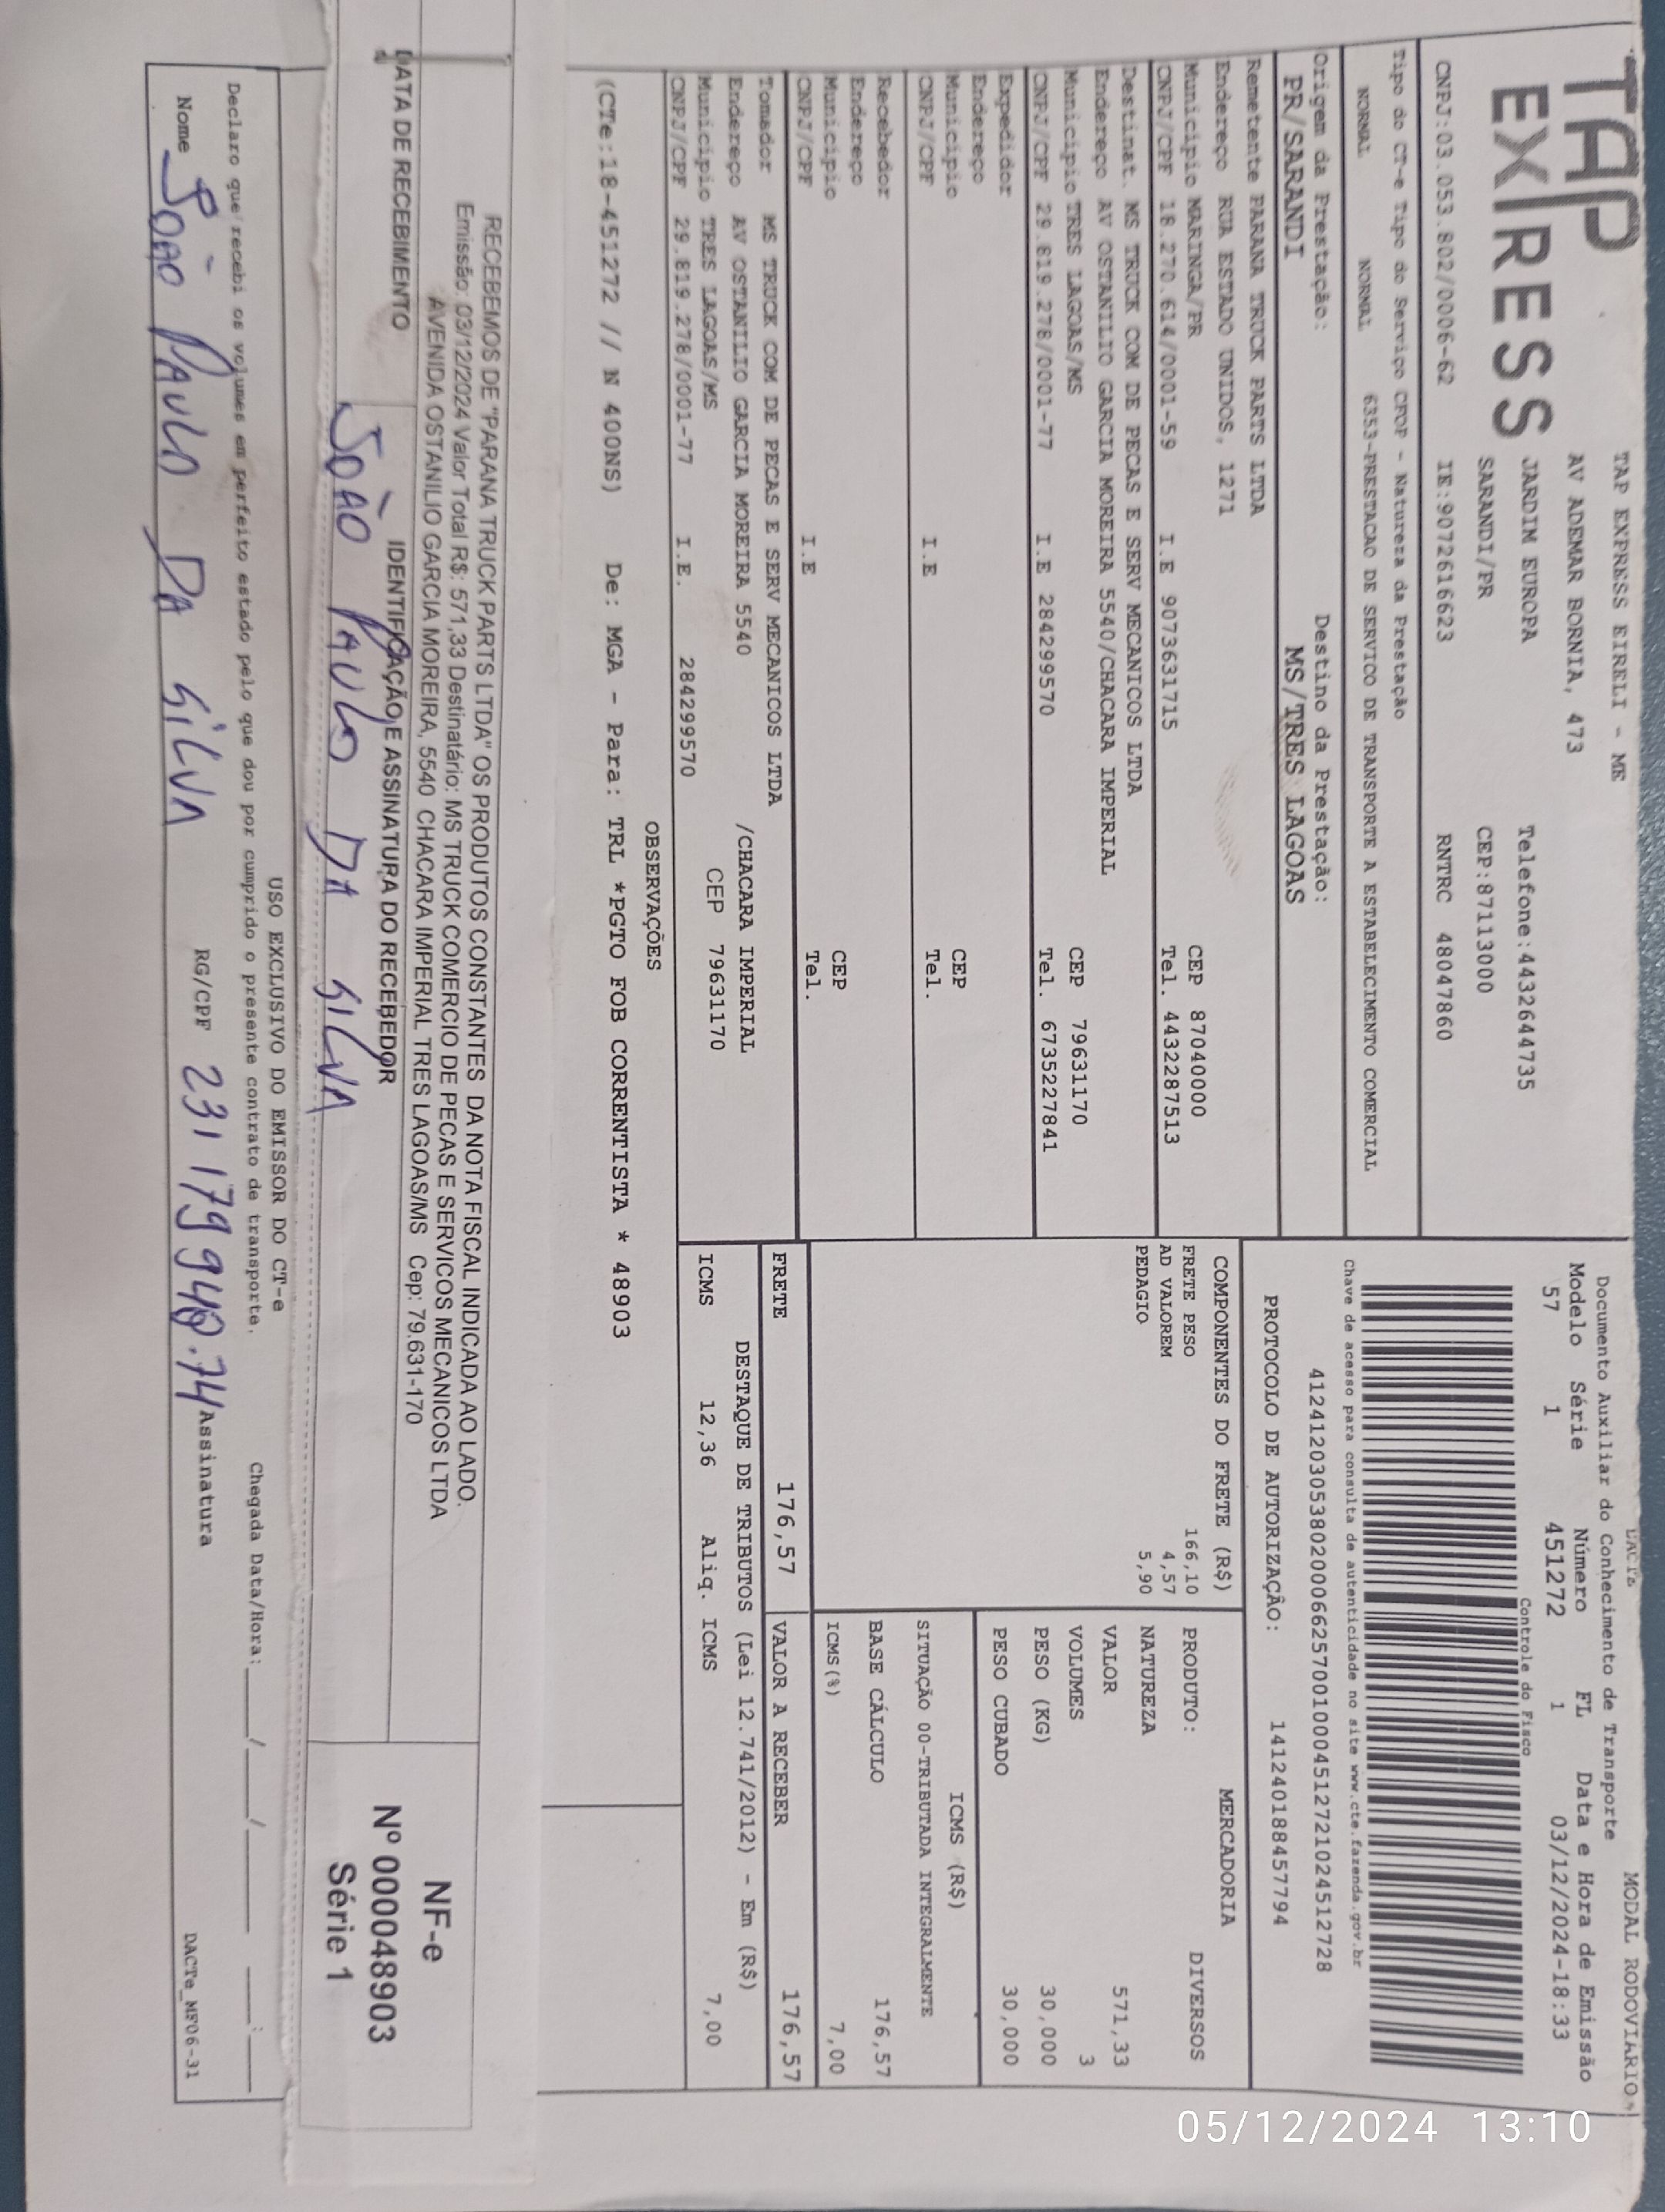 TAP
EXPRESS
TAP EXPRESS EIRELI - ME
AV ADEMAR BORNIA, 473
JARDIM EUROPA Telefone:4432644735
SARANDI/PR CEP:87113000
CNPJ:03.053.802/0006-62 IE:9072616623 RNTRC 48047860
Tipo do CT-e Tipo do Serviço CFOP - Natureza da Prestação
NORMAL NORMAL 6353-PRESTACAO DE SERVICO DE TRANSPORTE A ESTABELECIMENTO COMERCIAL
Origem da Prestação: Destino da Prestação:
PR/SARANDI MS/TRES LAGOAS
DACTE MODAL RODOVIARIO
Documento Auxiliar do Conhecimento de Transporte
Modelo Série Número FL Data e Hora de Emissão
57 1 451272 1 03/12/2024-18:33
Controle do Fisco
Chave de acesso para consulta de autenticidade no site www.cte.fazenda.gov.br
41241203053802000662570010004512721024512728
PROTOCOLO DE AUTORIZAÇÃO: 141240188457794
Remetente PARANA TRUCK PARTS LTDA
Endereço RUA ESTADO UNIDOS, 1271
Município MARINGA/PR CEP 87040000
CNPJ/CPF 18.270.614/0001-59 I.E 9073631715 Tel. 4432287513
Destinat. MS TRUCK COM DE PECAS E SERV MECANICOS LTDA
Endereço AV OSTANILIO GARCIA MOREIRA 5540/CHACARA IMPERIAL
Município TRES LAGOAS/MS CEP 79631170
CNPJ/CPF 29.819.278/0001-77 I.E 284299570 Tel. 6735227841
Expedidor
Endereço
Município CEP
CNPJ/CPF I.E Tel.
Recebedor
Endereço
Município CEP
CNPJ/CPF I.E Tel.
Tomador MS TRUCK COM DE PECAS E SERV MECANICOS LTDA
Endereço AV OSTANILIO GARCIA MOREIRA 5540 /CHACARA IMPERIAL
Município TRES LAGOAS/MS CEP 79631170
CNPJ/CPF 29.819.278/0001-77 I.E. 284299570
COMPONENTES DO FRETE (R$)
FRETE PESO 166,10
AD VALOREM 4,57
PEDAGIO 5,90
MERCADORIA
PRODUTO: DIVERSOS
NATUREZA
VALOR 571,33
VOLUMES 3
PESO (KG) 30,000
PESO CUBADO 30,000
ICMS (R$)
SITUAÇÃO 00-TRIBUTADA INTEGRALMENTE
BASE CÁLCULO 176,57
ICMS(%) 7,00
FRETE 176,57 VALOR A RECEBER 176,57
DESTAQUE DE TRIBUTOS (Lei 12.741/2012) - Em (R$)
ICMS 12,36 Aliq. ICMS 7,00
OBSERVAÇÕES
(CTe:18-451272 // N 400NS) De: MGA - Para: TRL *PGTO FOB CORRENTISTA * 48903
RECEBEMOS DE "PARANA TRUCK PARTS LTDA" OS PRODUTOS CONSTANTES DA NOTA FISCAL INDICADA AO LADO.
Emissão: 03/12/2024 Valor Total R$: 571,33 Destinatário: MS TRUCK COMERCIO DE PECAS E SERVICOS MECANICOS LTDA
AVENIDA OSTANILIO GARCIA MOREIRA, 5540 CHACARA IMPERIAL TRES LAGOAS/MS Cep: 79.631-170
DATA DE RECEBIMENTO IDENTIFICAÇÃO E ASSINATURA DO RECEBEDOR
JOÃO PAULO DA SILVA
NF-e
Nº 000048903
Série 1
USO EXCLUSIVO DO EMISSOR DO CT-e
Declaro que recebi os volumes em perfeito estado pelo que dou por cumprido o presente contrato de transporte. Chegada Data/Hora:____/____/______ ___:___
Nome JOÃO PAULO DA SILVA RG/CPF Assinatura
DACTe_MF06-31
05/12/2024 13:10